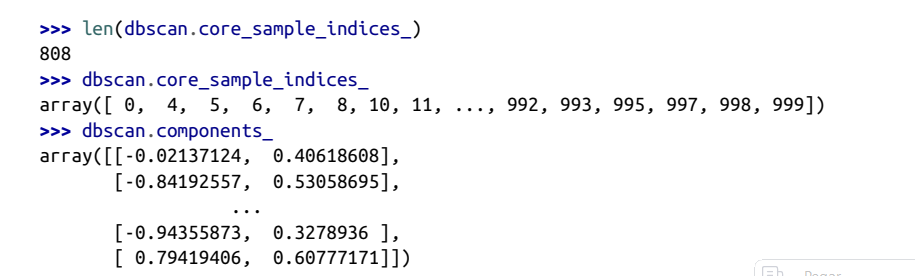 >>> len(dbscan.core_sample_indices_)
808
>>> dbscan.core_sample_indices_
array([ 0, 4, 5, 6, 7, 8, 10, 11, ..., 992, 993, 995, 997, 998, 999])
>>> dbscan.components_
array([[-0.02137124, 0.40618608],
[-0.84192557, 0.53058695],
...
[-0.94355873, 0.3278936 ],
[ 0.79419406, 0.60777171]])